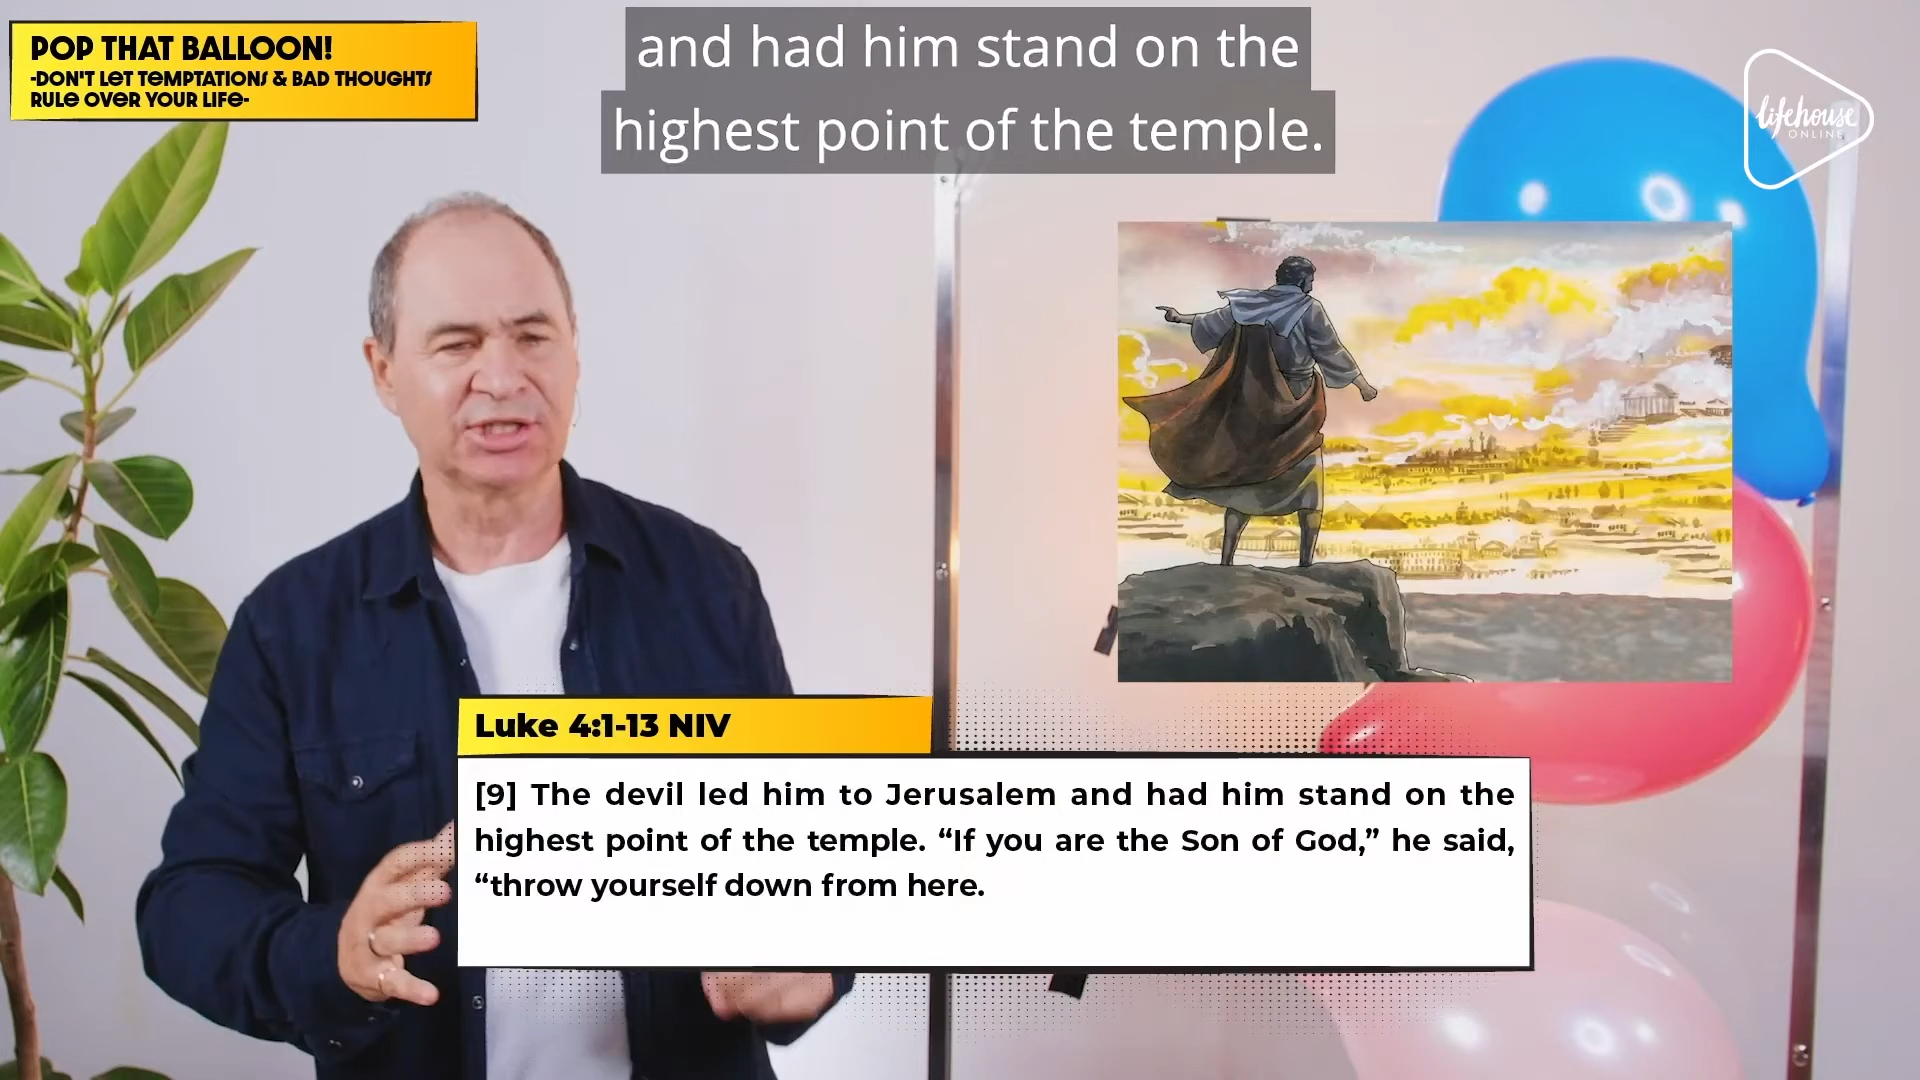 POP THAT BALLOON!
-DON'T LET TEMPTATIONS & BAD THOUGHTS
RULE OVER YOUR LIFE-
and had him stand on the
highest point of the temple.
lifehouse
ONLINE
Luke 4:1-13 NIV
[9] The devil led him to Jerusalem and had him stand on the
highest point of the temple. “If you are the Son of God,” he said,
“throw yourself down from here.